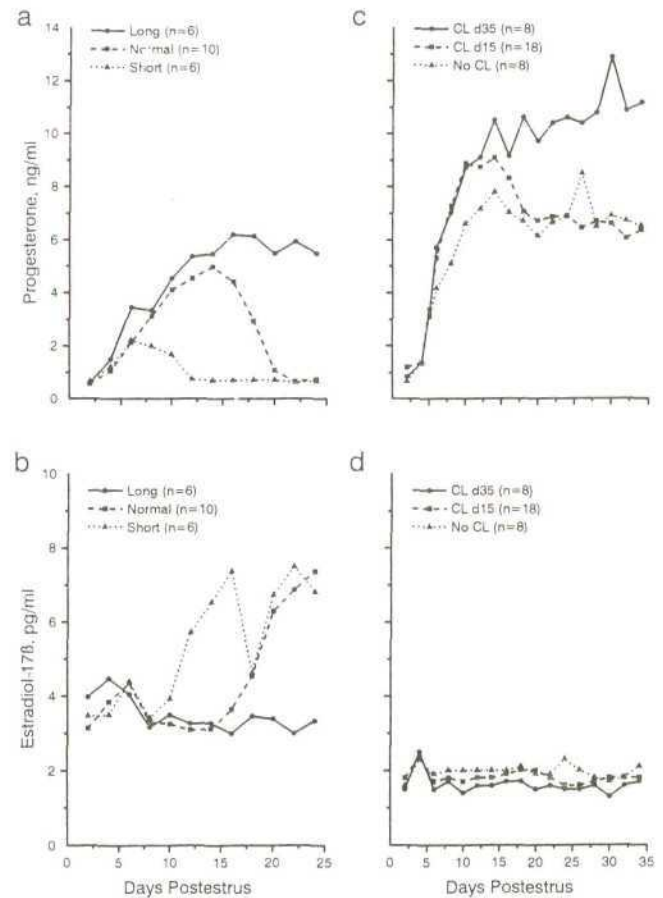 a
Long (n=6)
Normal (n=10)
Short (n=6)
14
12
10
8
6
4
2
0
Progesterone, ng/ml
c
CL d35 (n=8)
CL d15 (n=18)
No CL (n=8)
b
Long (n=6)
Normal (n=10)
Short (n=6)
10
8
6
4
2
0
Estradiol-17ß, pg/ml
0 5 10 15 20 25
Days Postestrus
d
CL d35 (n=8)
CL d15 (n=18)
No CL (n=8)
0 5 10 15 20 25 30 35
Days Postestrus